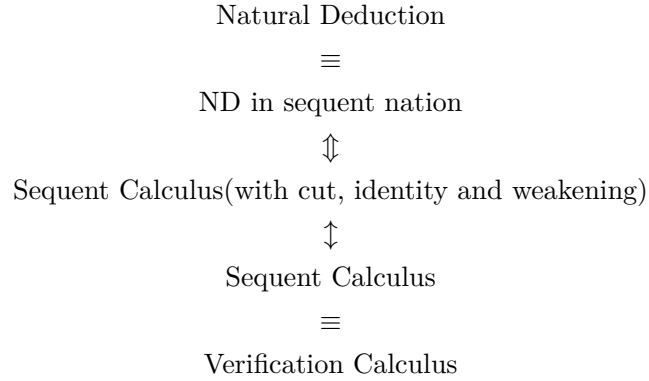 Natural Deduction
≡
ND in sequent nation
⇕
Sequent Calculus(with cut, identity and weakening)
↕
Sequent Calculus
≡
Verification Calculus